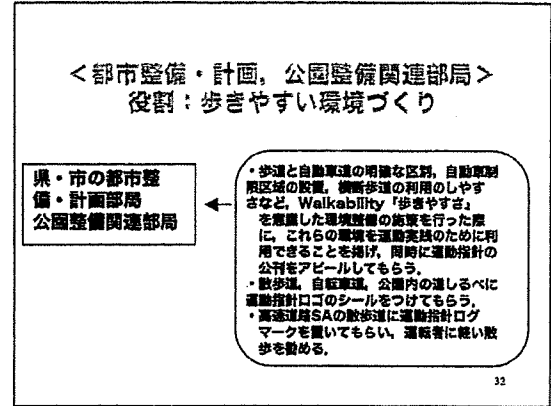 ＜都市整備・計画，公園整備関連部局＞
役割：歩きやすい環境づくり
県・市の都市整
備・計画部局
公園整備関連部局
・歩道と自動車道の明確な区別，自動車制
限区域の設置，横断歩道の利用のしやす
さなど，Walkability「歩きやすさ」
を意識した環境整備の施策を行った際
に，これらの環境を運動実践のために利
用できることを掲げ，同時に運動指針の
公刊をアピールしてもらう．
・散歩道，自転車道，公園内の道しるべに
運動指針ロゴのシールをつけてもらう．
・高速道路SAの散歩道に運動指針ログ
マークを置いてもらい，運転者に軽い散
歩を勧める．
32